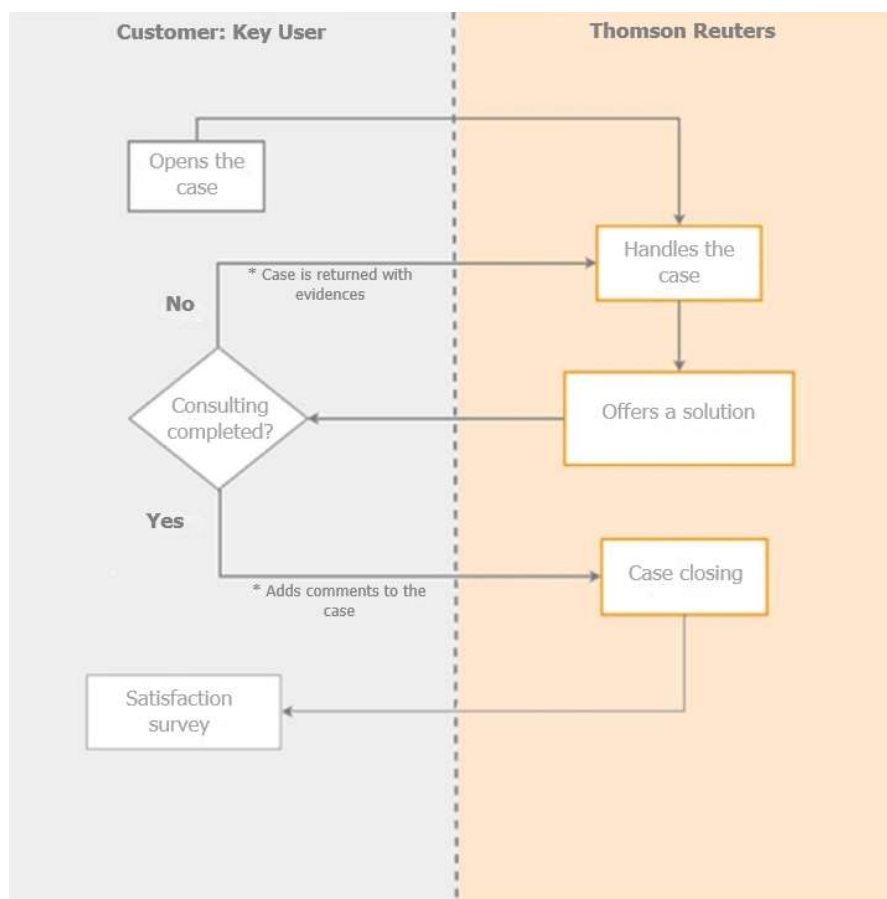 Customer: Key User
Thomson Reuters
Opens the
case
Handles the
case
* Case is returned with
evidences
No
Consulting
completed?
Offers a solution
Yes
Case closing
* Adds comments to the
case
Satisfaction
survey